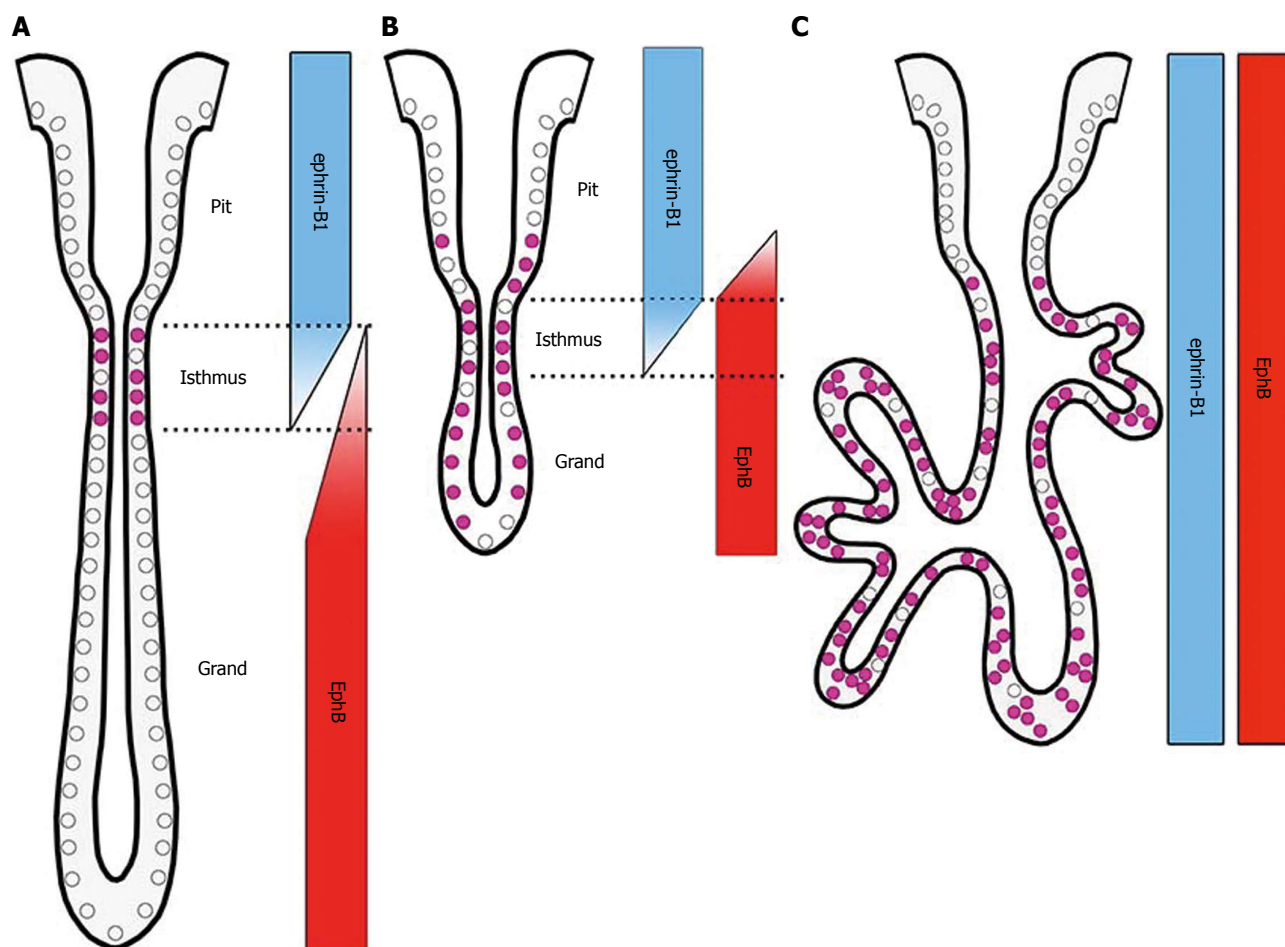 A
B
C
Pit
Isthmus
Grand
ephrin-B1
EphB
Pit
Isthmus
Grand
ephrin-B1
EphB
ephrin-B1
EphB